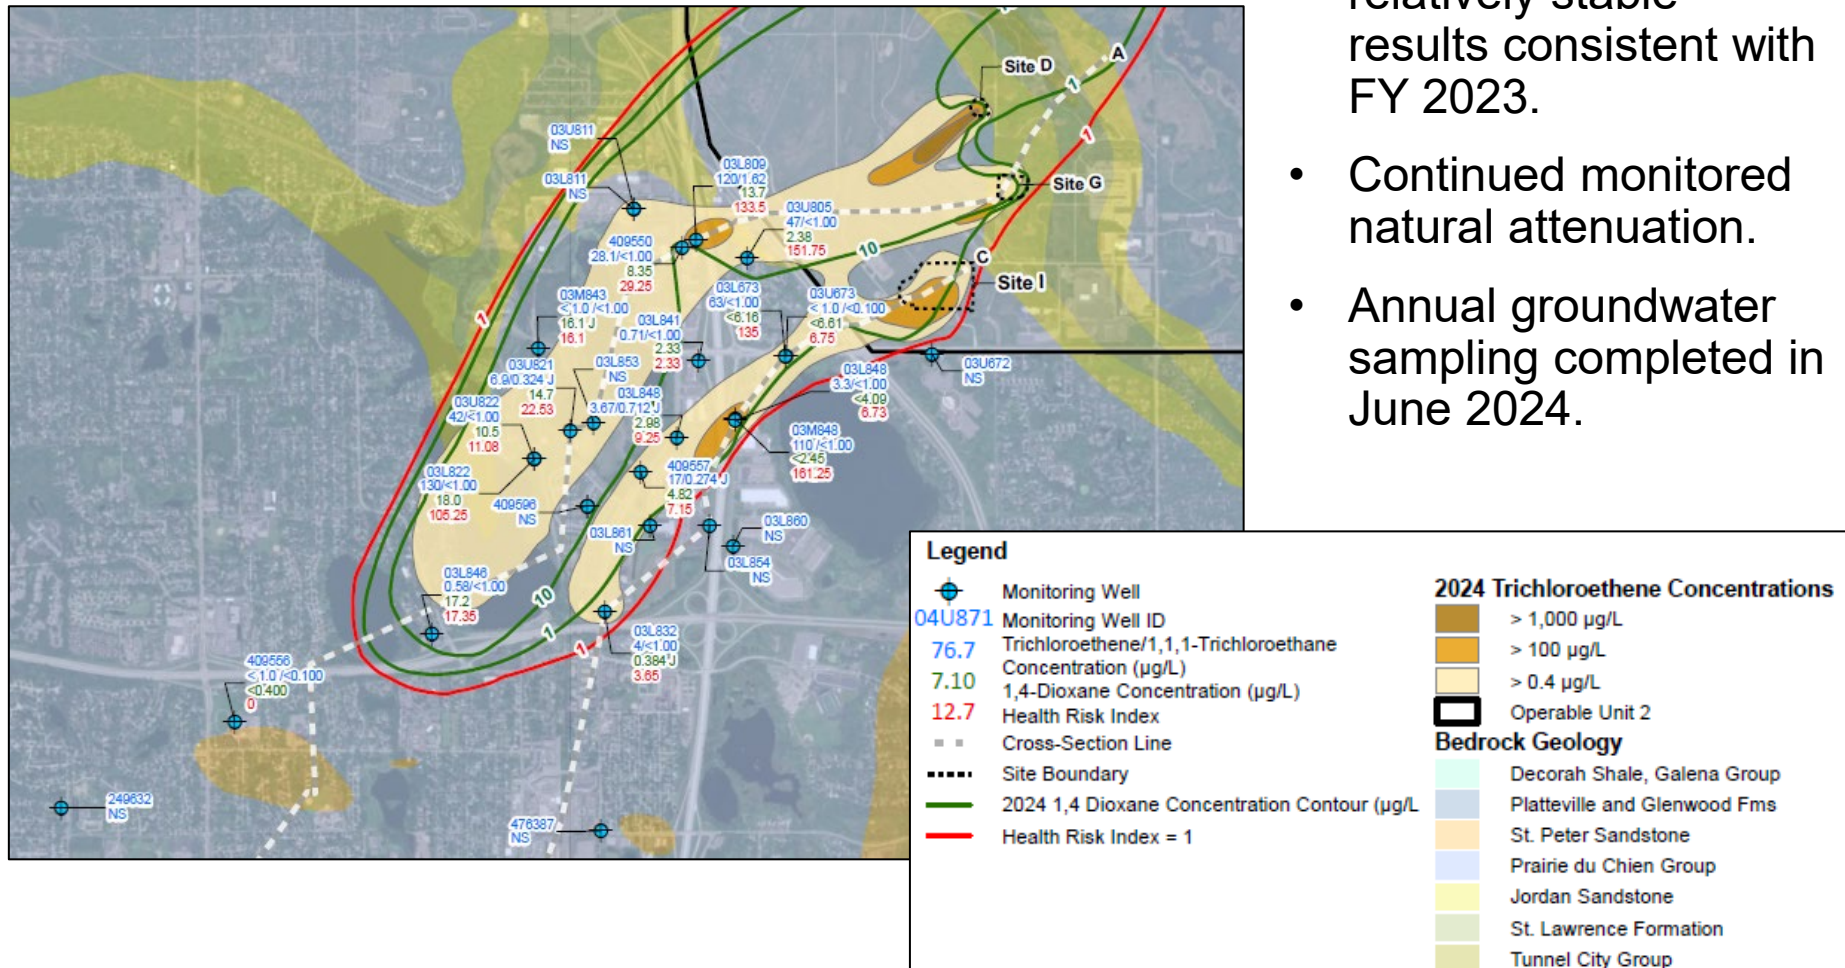 relatively stable
results consistent with
FY 2023.
• Continued monitored
natural attenuation.
• Annual groundwater
sampling completed in
June 2024.
A
Site D
1
1
Site G
03U811
NS
03L811
NS
03L809
120/1.62
13.7
133.5
03U805
47/<1.00
2.38
151.75
10
C
Site I
409550
28.1/<1.00
8.35
29.25
03M843
<1.0 /<1.00
16.1 J
16.1
1
03L841
0.71/<1.00
2.33
2.33
03L673
63/<1.00
<6.16
135
03U673
< 1.0 /<0.100
<6.61
6.75
03U672
NS
03U821
6.9/0.324 J
14.7
22.53
03L853
NS
03L848
3.67/0.712 J
2.98
9.25
03L848
3.3/<1.00
<4.09
6.73
03U822
42/<1.00
10.5
11.08
03M848
110 /<1.00
<2.45
161.25
03L822
130/<1.00
18.0
105.25
409557
17/0.274 J
4.82
7.15
409596
NS
03L861
NS
03L860
NS
03L854
NS
03L846
0.58/<1.00
17.2
17.35
10
1
1
03L832
4/<1.00
0.384 J
3.65
409556
< 1.0 /<0.100
<0.400
0
249632
NS
476387
NS
Legend
Monitoring Well
04U871 Monitoring Well ID
76.7 Trichloroethene/1,1,1-Trichloroethane
Concentration (µg/L)
7.10 1,4-Dioxane Concentration (µg/L)
12.7 Health Risk Index
Cross-Section Line
Site Boundary
2024 1,4 Dioxane Concentration Contour (µg/L
Health Risk Index = 1
2024 Trichloroethene Concentrations
> 1,000 µg/L
> 100 µg/L
> 0.4 µg/L
Operable Unit 2
Bedrock Geology
Decorah Shale, Galena Group
Platteville and Glenwood Fms
St. Peter Sandstone
Prairie du Chien Group
Jordan Sandstone
St. Lawrence Formation
Tunnel City Group